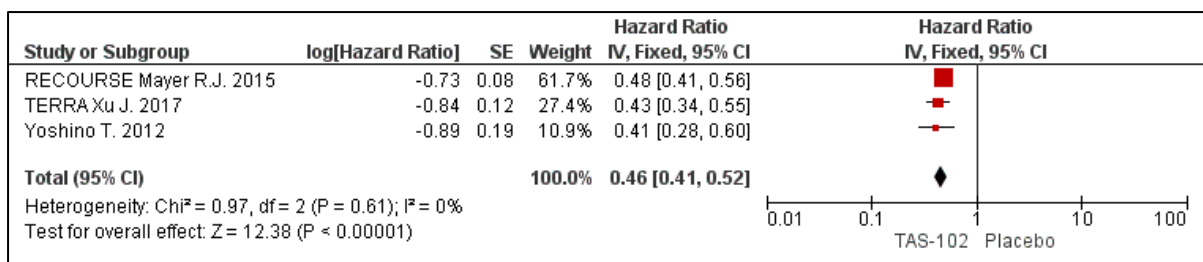 Hazard Ratio Hazard Ratio
Study or Subgroup log[Hazard Ratio] SE Weight IV, Fixed, 95% CI IV, Fixed, 95% CI
RECOURSE Mayer R.J. 2015 -0.73 0.08 61.7% 0.48 [0.41, 0.56]
TERRA Xu J. 2017 -0.84 0.12 27.4% 0.43 [0.34, 0.55]
Yoshino T. 2012 -0.89 0.19 10.9% 0.41 [0.28, 0.60]
Total (95% CI) 100.0% 0.46 [0.41, 0.52]
Heterogeneity: Chi² = 0.97, df = 2 (P = 0.61); I² = 0%
Test for overall effect: Z = 12.38 (P < 0.00001)
0.01 0.1 1 10 100
TAS-102 Placebo